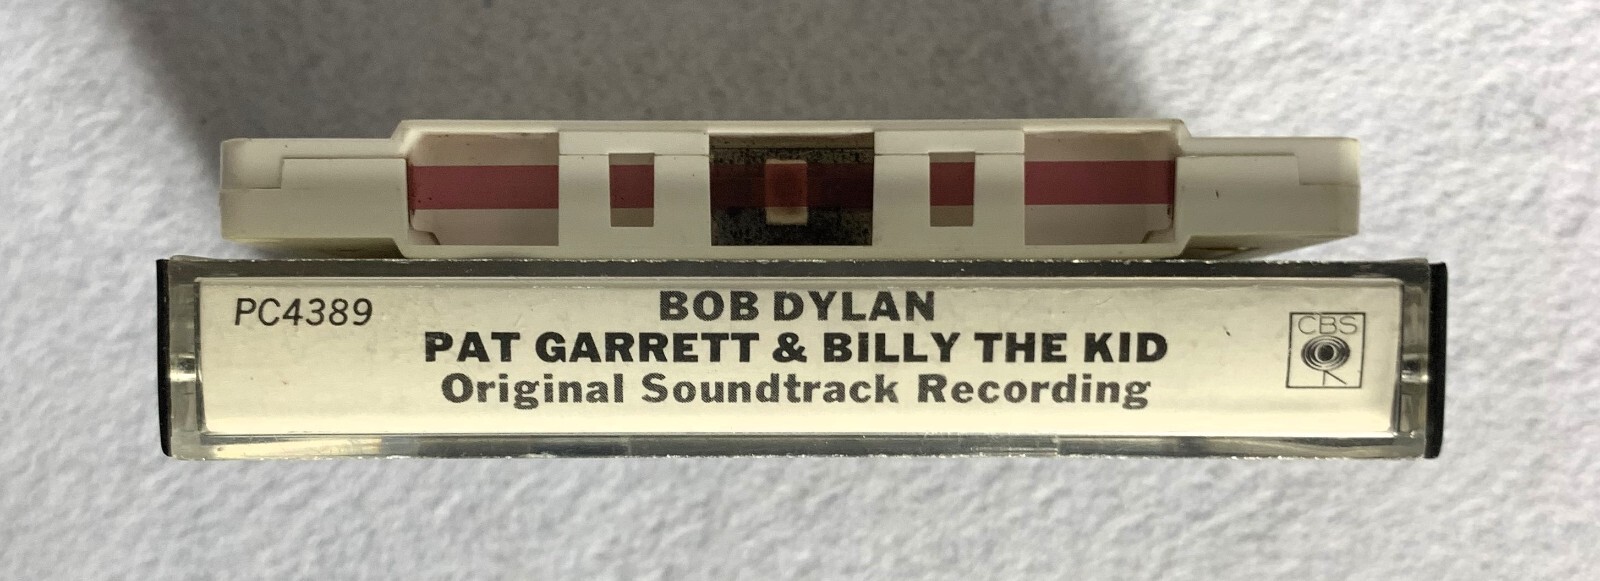 PC4389
BOB DYLAN
PAT GARRETT & BILLY THE KID
Original Soundtrack Recording
CBS
R